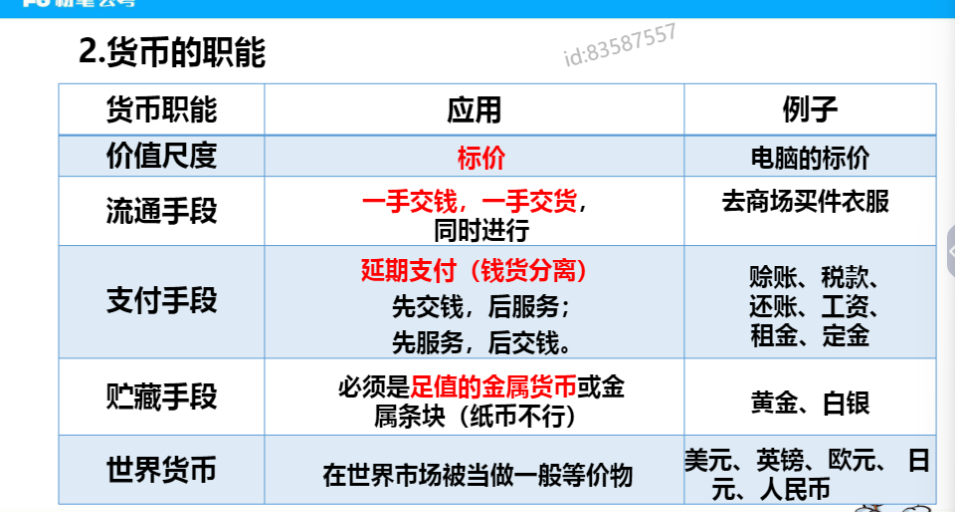 2.货币的职能
id:83587557
货币职能 应用 例子
价值尺度 标价 电脑的标价
流通手段 一手交钱，一手交货， 去商场买件衣服
同时进行
支付手段 延期支付（钱货分离） 赊账、税款、
先交钱，后服务； 还账、工资、
先服务，后交钱。 租金、定金
贮藏手段 必须是足值的金属货币或金 黄金、白银
属条块（纸币不行）
世界货币 在世界市场被当做一般等价物 美元、英镑、欧元、 日
元、人民币